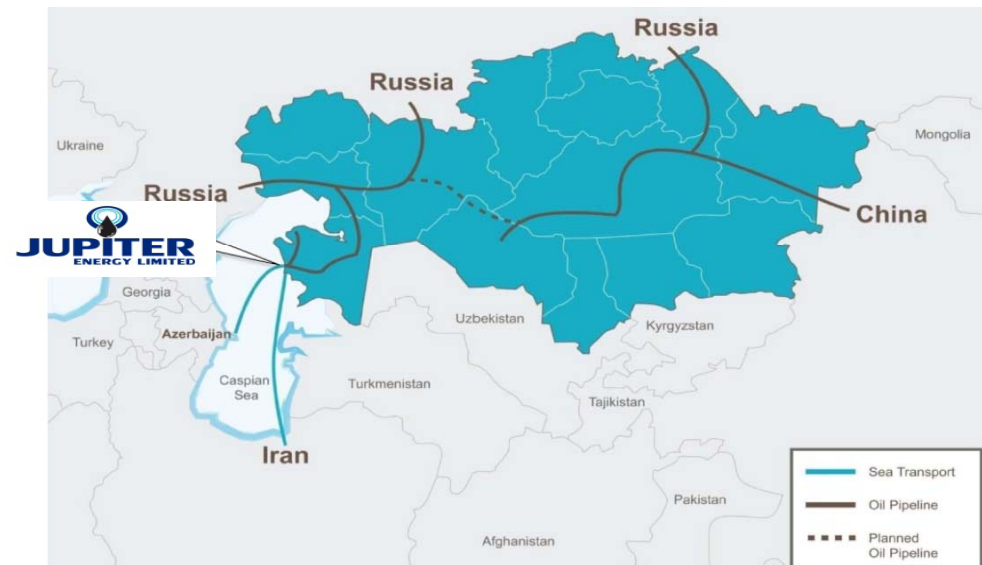 Russia
Russia
Ukraine
Mongolia
Russia
China
JUPITER
ENERGY LIMITED
Georgia
Azerbaijan
Turkey
Uzbekistan
Kyrgyzstan
Caspian
Sea
Turkmenistan
Tajikistan
Iran
Pakistan
Afghanistan
Sea Transport
Oil Pipeline
Planned
Oil Pipeline